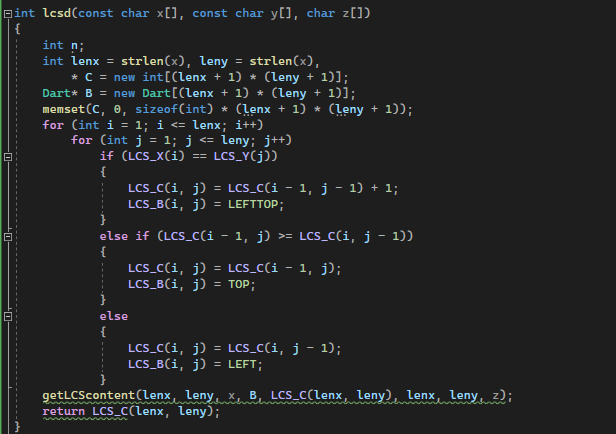 int lcsd(const char x[], const char y[], char z[])
{
    int n;
    int lenx = strlen(x), leny = strlen(x),
        * C = new int[(lenx + 1) * (leny + 1)];
    Dart* B = new Dart[(lenx + 1) * (leny + 1)];
    memset(C, 0, sizeof(int) * (lenx + 1) * (leny + 1));
    for (int i = 1; i <= lenx; i++)
        for (int j = 1; j <= leny; j++)
            if (LCS_X(i) == LCS_Y(j))
            {
                LCS_C(i, j) = LCS_C(i - 1, j - 1) + 1;
                LCS_B(i, j) = LEFTTOP;
            }
            else if (LCS_C(i - 1, j) >= LCS_C(i, j - 1))
            {
                LCS_C(i, j) = LCS_C(i - 1, j);
                LCS_B(i, j) = TOP;
            }
            else
            {
                LCS_C(i, j) = LCS_C(i, j - 1);
                LCS_B(i, j) = LEFT;
            }
    getLCScontent(lenx, leny, x, B, LCS_C(lenx, leny), lenx, leny, z);
    return LCS_C(lenx, leny);
}